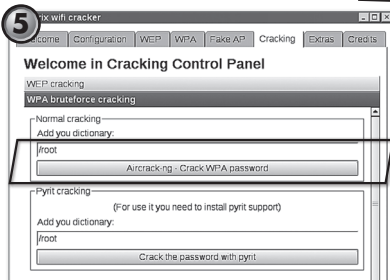 5
rix wifi cracker
elcome Configuration WEP WPA Fake AP Cracking Extras Credits
Welcome in Cracking Control Panel
WEP cracking
WPA bruteforce cracking
Normal cracking
Add you dictionary:
/root
Aircrack-ng - Crack WPA password
Pyrit cracking
(For use it you need to install pyrit support)
Add you dictionary:
/root
Crack the password with pyrit